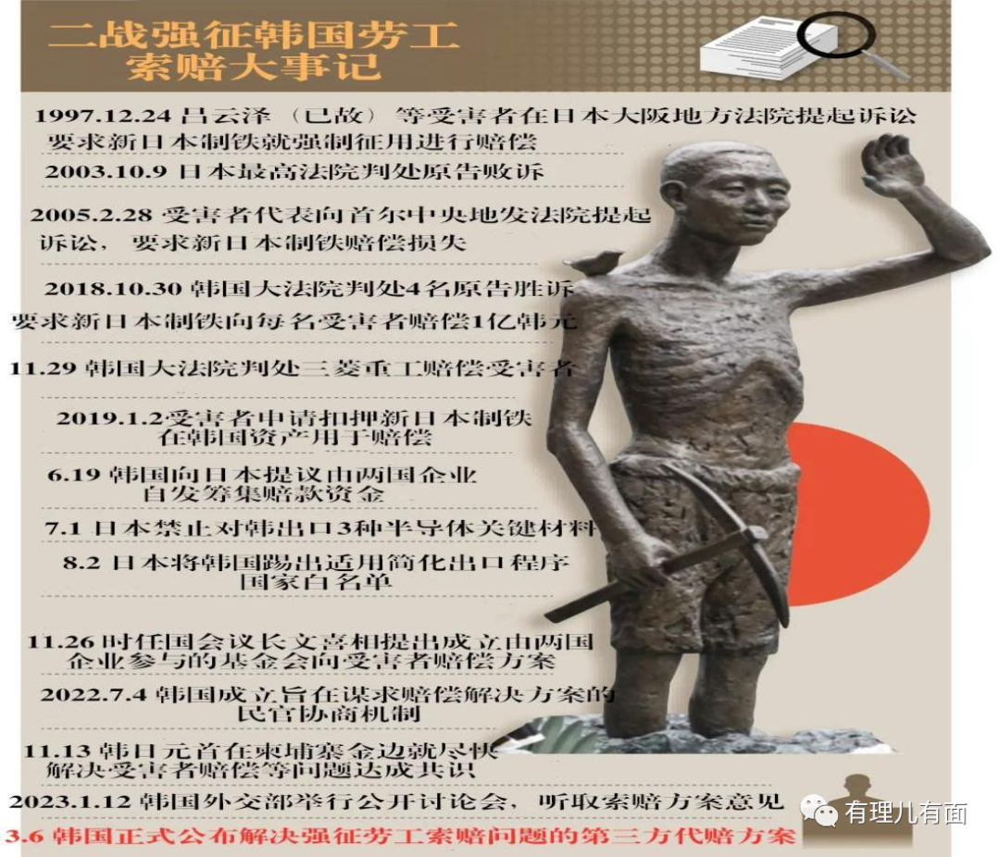 二战强征韩国劳工
索赔大事记
1997.12.24 吕云泽（已故）等受害者在日本大阪地方法院提起诉讼
要求新日本制铁就强制征用进行赔偿
2003.10.9 日本最高法院判处原告败诉
2005.2.28 受害者代表向首尔中央地发法院提起
诉讼，要求新日本制铁赔偿损失
2018.10.30 韩国大法院判处4名原告胜诉
要求新日本制铁向每名受害者赔偿1亿韩元
11.29 韩国大法院判处三菱重工赔偿受害者
2019.1.2受害者申请扣押新日本制铁
在韩国资产用于赔偿
6.19 韩国向日本提议由两国企业
自发筹集赔款资金
7.1 日本禁止对韩出口3种半导体关键材料
8.2 日本将韩国踢出适用简化出口程序
国家白名单
11.26 时任国会议长文喜相提出成立由两国
企业参与的基金会向受害者赔偿方案
2022.7.4 韩国成立旨在谋求赔偿解决方案的
民官协商机制
11.13 韩日元首在柬埔寨金边就尽快
解决受害者赔偿等问题达成共识
2023.1.12 韩国外交部举行公开讨论会，听取索赔方案意见
3.6 韩国正式公布解决强征劳工索赔问题的第三方代赔方案
有理儿有面